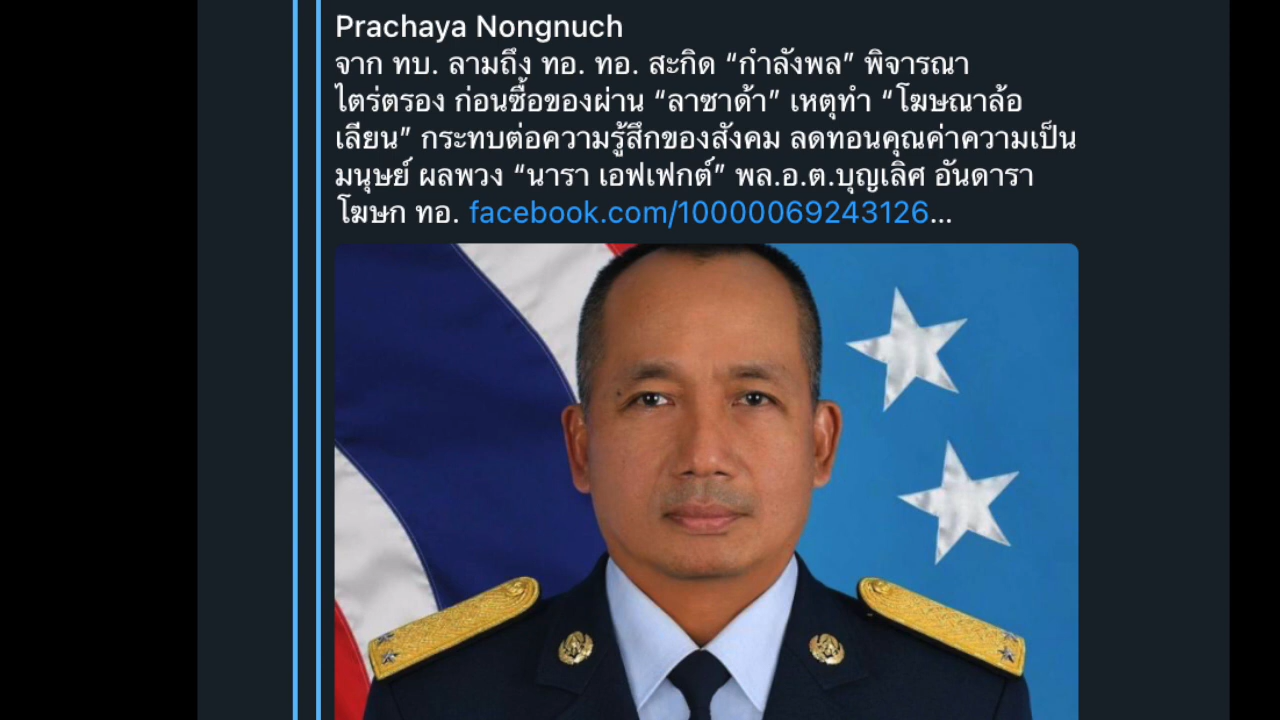 Prachaya Nongnuch
จาก ทบ. ลามถึง ทอ. ทอ. สะกิด “กำลังพล” พิจารณา
ไตร่ตรอง ก่อนซื้อของผ่าน “ลาซาด้า” เหตุทำ “โฆษณาล้อ
เลียน” กระทบต่อความรู้สึกของสังคม ลดทอนคุณค่าความเป็น
มนุษย์ ผลพวง “นารา เอฟเฟกต์” พล.อ.ต.บุญเลิศ อันดารา
โฆษก ทอ. facebook.com/10000069243126…